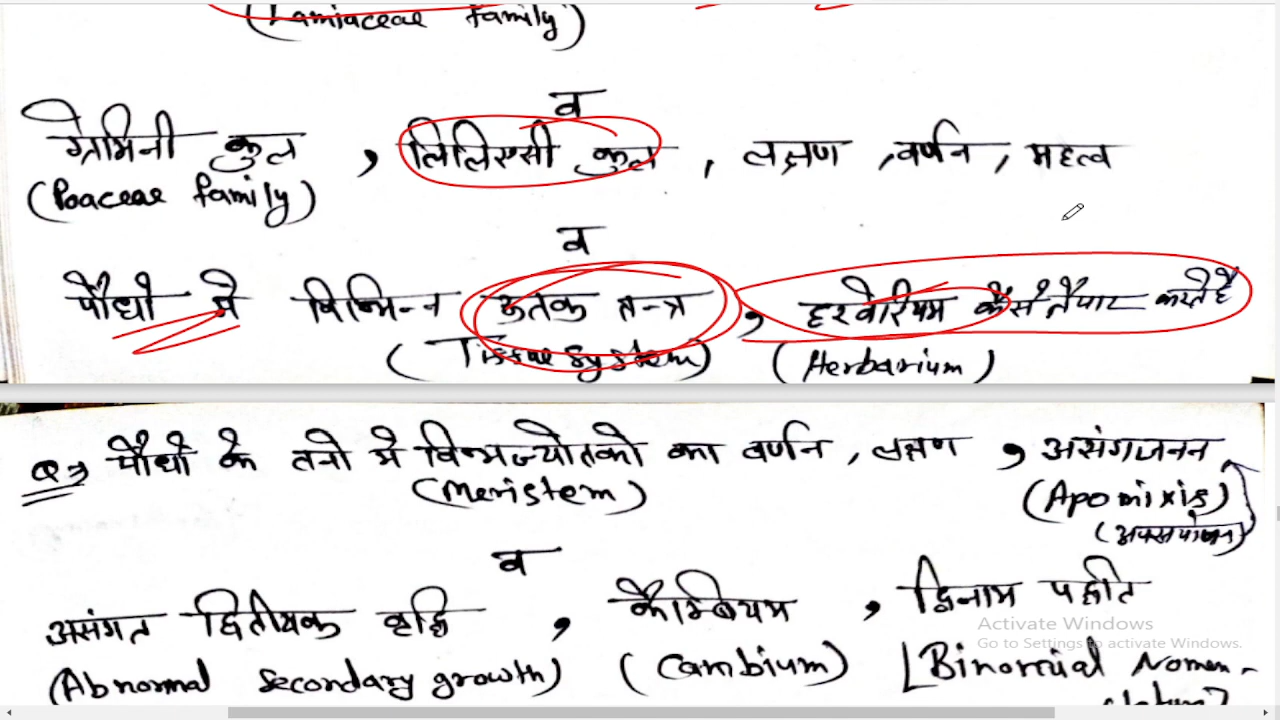 (Lamiaceae family)
व
ग्रेमिनी कुल , लिलिएसी कुल , लक्षण , वर्णन , महत्व
(Poaceae family)
व
पौधो मे विभिन्न ऊतक तन्त्र , हरबेरियम कैसे तैयार करते है
(Tissue system) (Herbarium)
Q⇒ पौधो के तनो मे विभज्योतको का वर्णन , लक्षण , असंगजनन
(Meristem) (Apomixis)
व
असंगत द्वितीयक वृद्धि , कैम्बियम , द्विनाम पद्धति
Activate Windows
Go to Settings to activate Windows.
(Abnormal secondary growth) (Cambium) [Binomial Nomen-